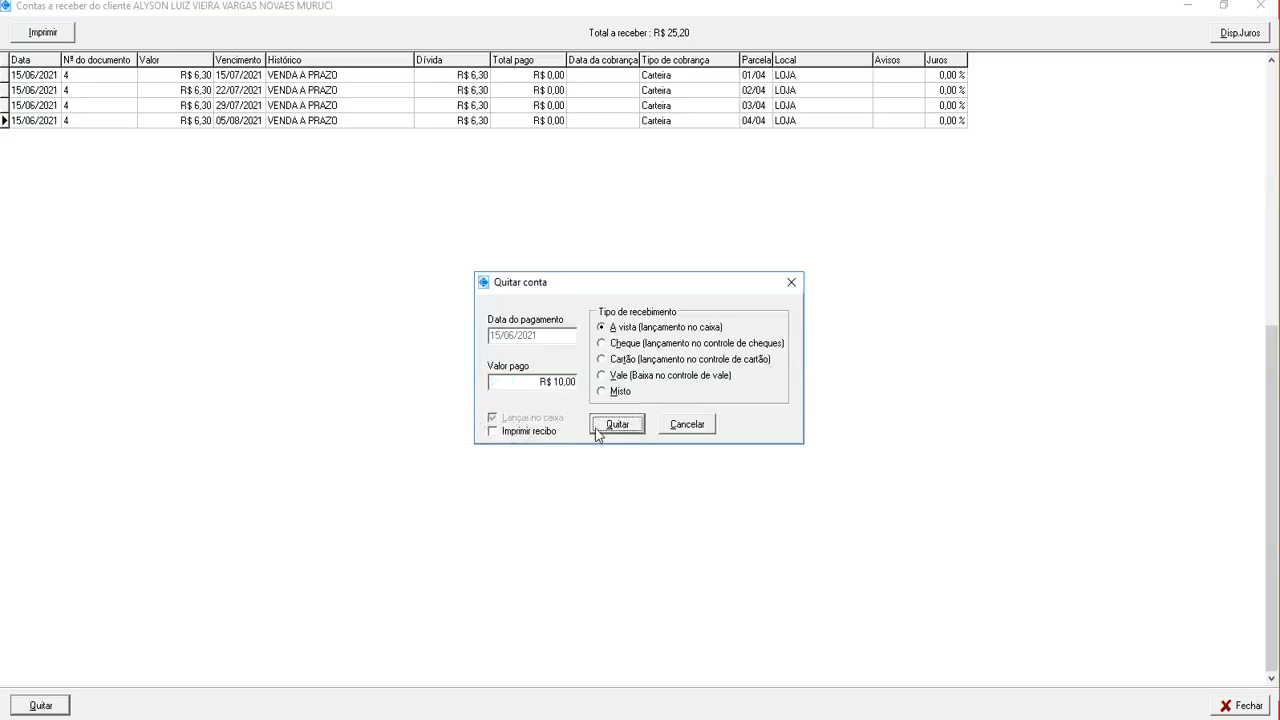 Contas a receber do cliente ALYSON LUIZ VIEIRA VARGAS NOVAES MURUCI
Imprimir Total a receber : R$ 25,20 Disp.Juros
Data Nº do documento Valor Vencimento Histórico Dívida Total pago Data da cobrança Tipo de cobrança Parcela Local Avisos Juros
15/06/2021 4 R$ 6,30 15/07/2021 VENDA A PRAZO R$ 6,30 R$ 0,00 Carteira 01/04 LOJA 0,00 %
15/06/2021 4 R$ 6,30 22/07/2021 VENDA A PRAZO R$ 6,30 R$ 0,00 Carteira 02/04 LOJA 0,00 %
15/06/2021 4 R$ 6,30 29/07/2021 VENDA A PRAZO R$ 6,30 R$ 0,00 Carteira 03/04 LOJA 0,00 %
15/06/2021 4 R$ 6,30 05/08/2021 VENDA A PRAZO R$ 6,30 R$ 0,00 Carteira 04/04 LOJA 0,00 %
Quitar conta
Data do pagamento
15/06/2021
Valor pago
R$ 10,00
Lançar no caixa
Imprimir recibo
Tipo de recebimento
A vista (lançamento no caixa)
Cheque (lançamento no controle de cheques)
Cartão (lançamento no controle de cartão)
Vale (Baixa no controle de vale)
Misto
Quitar Cancelar
Quitar Fechar